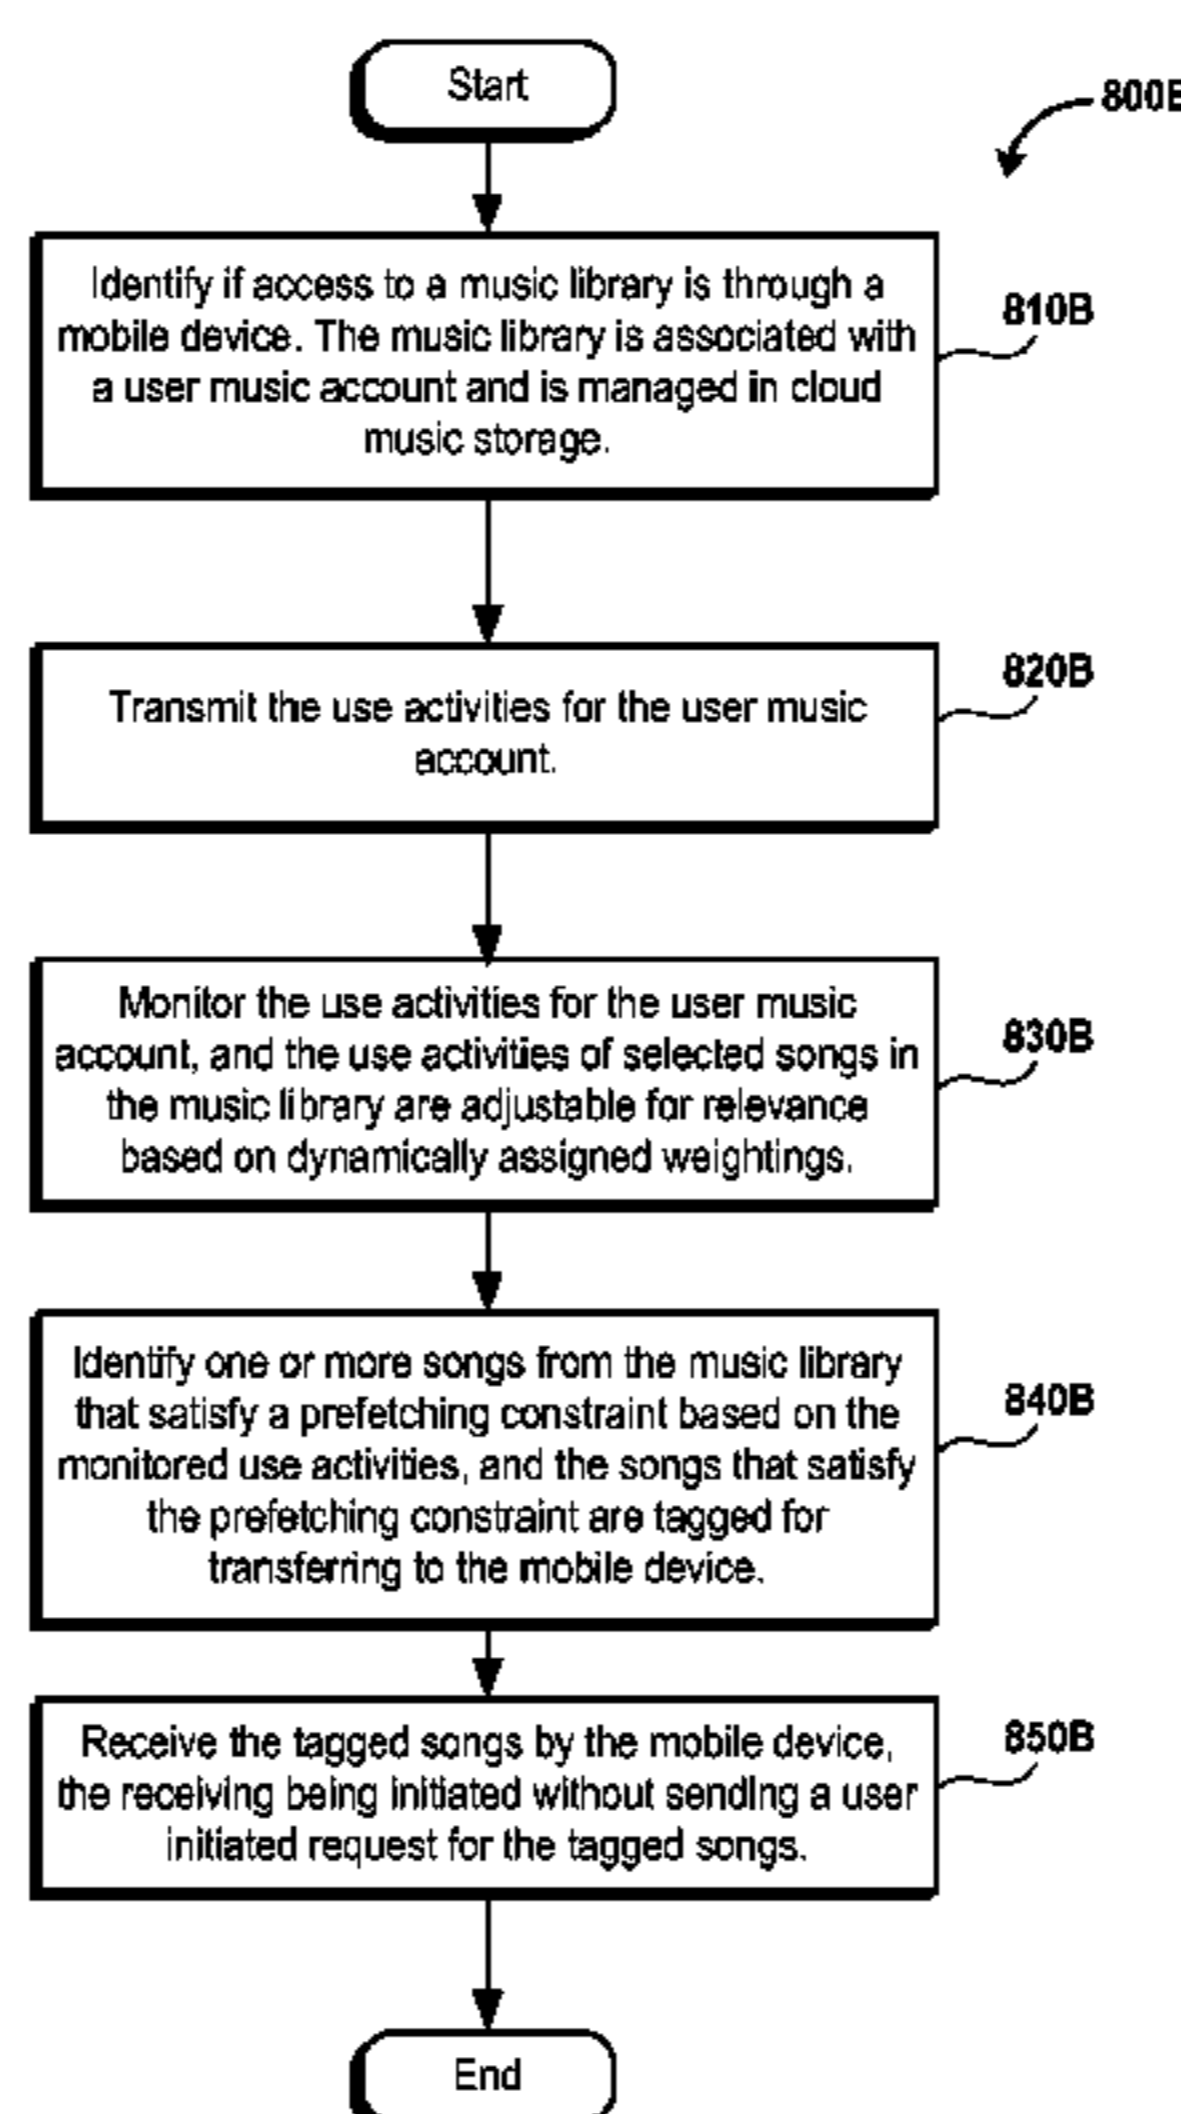 Start
800B
Identify if access to a music library is through a
mobile device. The music library is associated with
a user music account and is managed in cloud
music storage.
810B
Transmit the use activities for the user music
account.
820B
Monitor the use activities for the user music
account, and the use activities of selected songs in
the music library are adjustable for relevance
based on dynamically assigned weightings.
830B
Identify one or more songs from the music library
that satisfy a prefetching constraint based on the
monitored use activities, and the songs that satisfy
the prefetching constraint are tagged for
transferring to the mobile device.
840B
Receive the tagged songs by the mobile device,
the receiving being initiated without sending a user
initiated request for the tagged songs.
850B
End